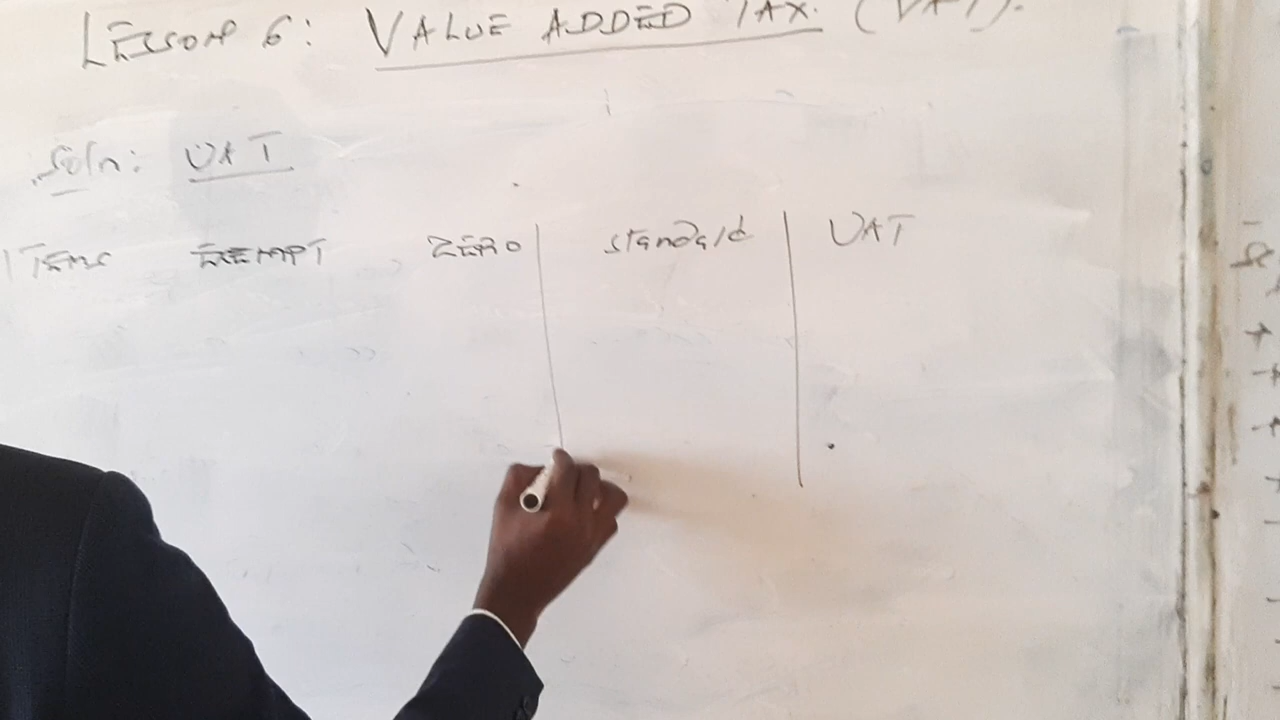 LESSON 6: VALUE ADDED TAX. (VAT).
Soln: VAT
ITEMS EXEMPT ZERO standard VAT